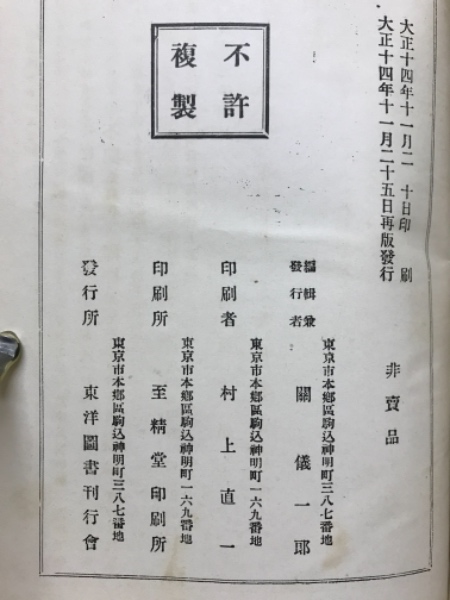 大正十四年十一月二十日印刷
大正十四年十一月二十五日再版發行
非賣品
不許
複製
編輯兼
發行者
東京市本鄕區駒込神明町三八七番地
關儀一郎
印刷者
東京市本鄕區駒込神明町一六九番地
村上直一
印刷所
東京市本鄕區駒込神明町一六九番地
至精堂印刷所
發行所
東京市本鄕區駒込神明町三八七番地
東洋圖書刊行會